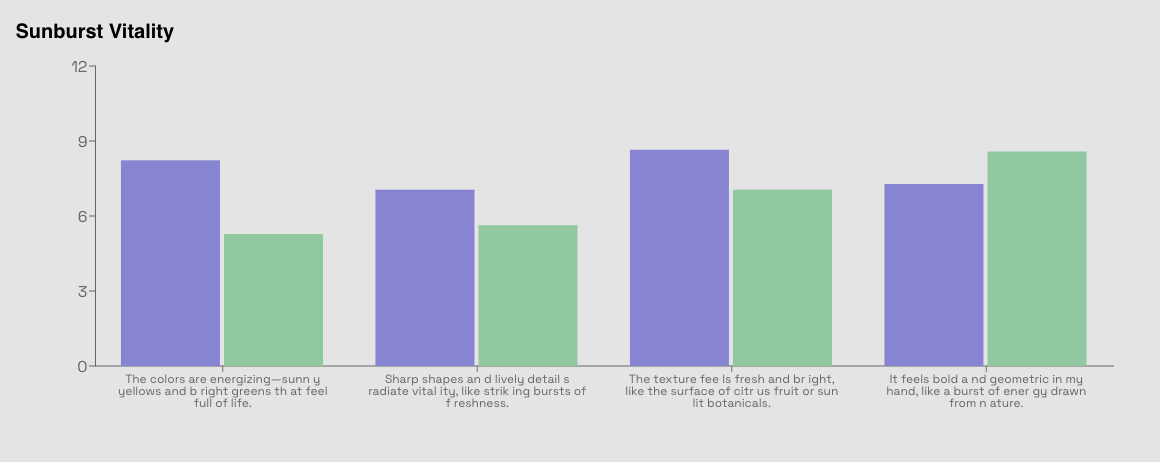 Sunburst Vitality
12
9
6
3
0
The colors are energizing—sunn y
yellows and b right greens th at feel
full of life.
Sharp shapes an d lively detail s
radiate vital ity, like strik ing bursts of
f reshness.
The texture fee ls fresh and br ight,
like the surface of citr us fruit or sun
lit botanicals.
It feels bold a nd geometric in my
hand, like a burst of ener gy drawn
from n ature.